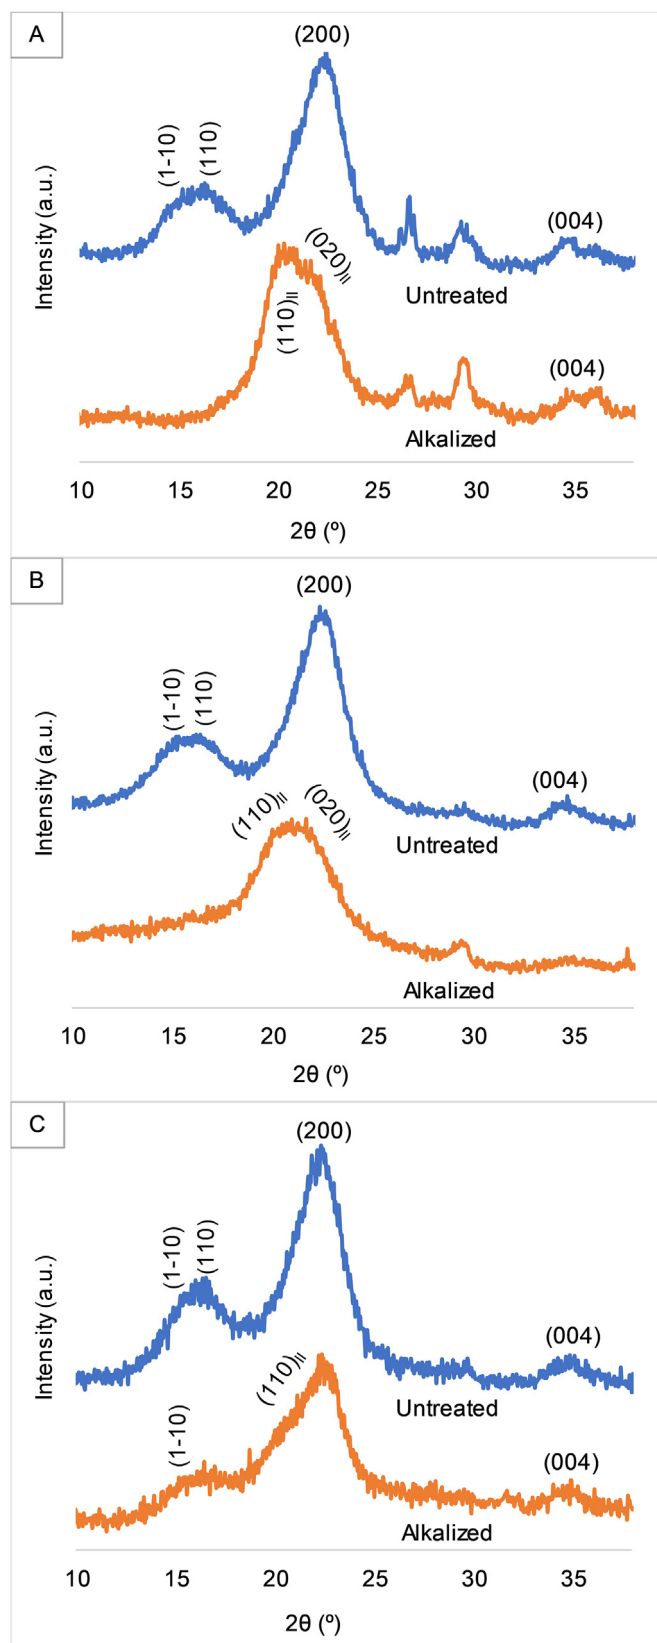 A
(200)
(1-10)
(110)
Intensity (a.u.)
(020)II
(110)II
(004)
Untreated
(004)
Alkalized
10 15 20 25 30 35
2θ (º)
B
(200)
(1-10)
(110)
Intensity (a.u.)
(004)
(110)II
(020)II
Untreated
Alkalized
10 15 20 25 30 35
2θ (º)
C
(200)
(1-10)
(110)
Intensity (a.u.)
(004)
(110)II
Untreated
(1-10)
(004)
Alkalized
10 15 20 25 30 35
2θ (º)